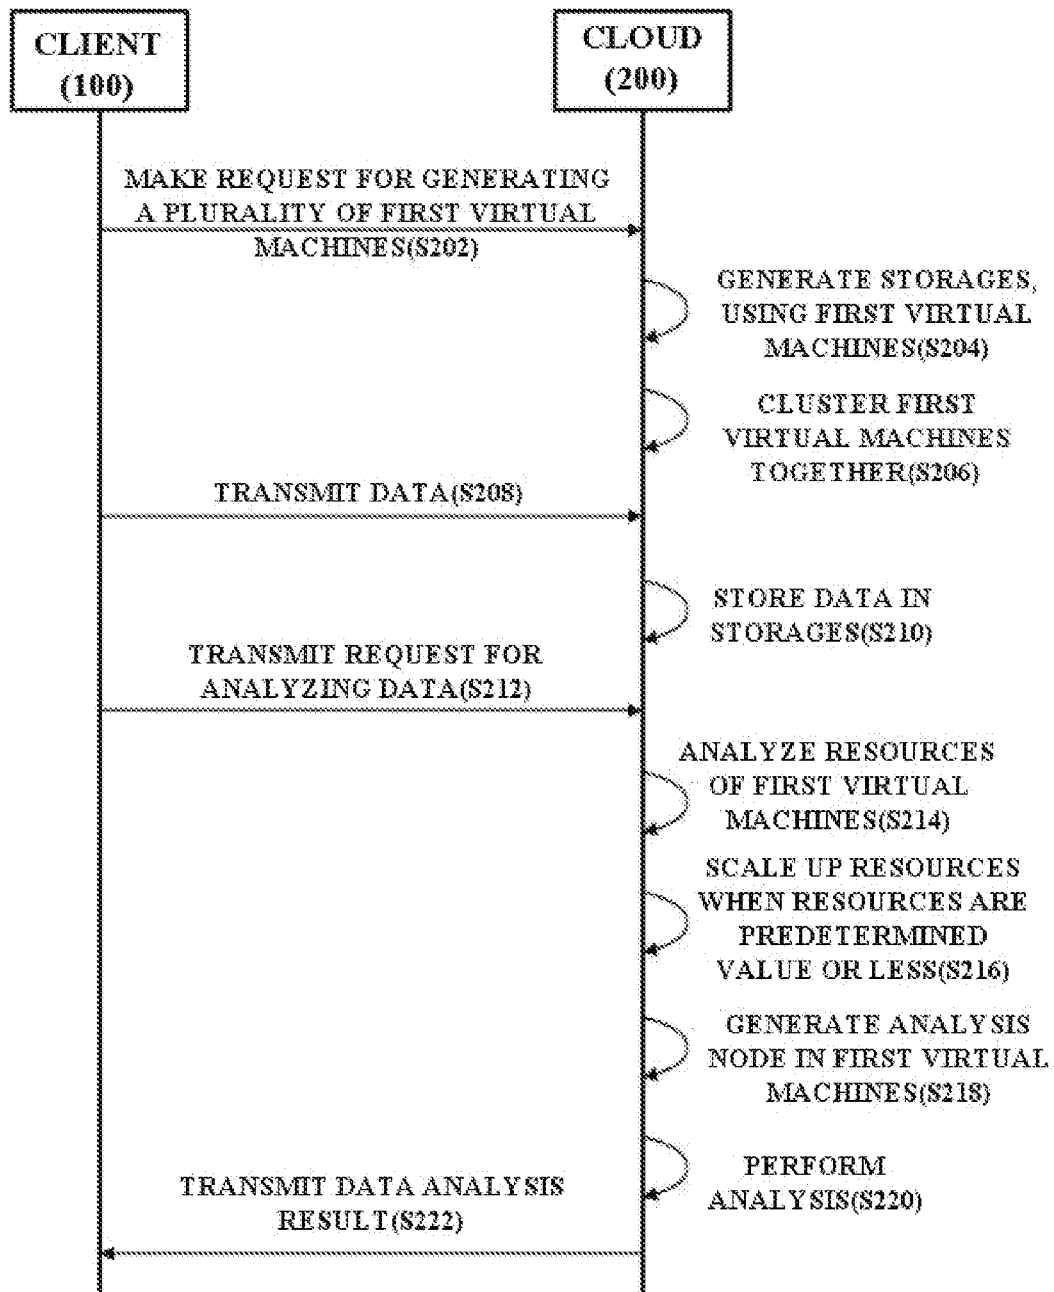 CLIENT
(100)
CLOUD
(200)
MAKE REQUEST FOR GENERATING
A PLURALITY OF FIRST VIRTUAL
MACHINES(S202)
GENERATE STORAGES,
USING FIRST VIRTUAL
MACHINES(S204)
CLUSTER FIRST
VIRTUAL MACHINES
TOGETHER(S206)
TRANSMIT DATA(S208)
STORE DATA IN
STORAGES(S210)
TRANSMIT REQUEST FOR
ANALYZING DATA(S212)
ANALYZE RESOURCES
OF FIRST VIRTUAL
MACHINES(S214)
SCALE UP RESOURCES
WHEN RESOURCES ARE
PREDETERMINED
VALUE OR LESS(S216)
GENERATE ANALYSIS
NODE IN FIRST VIRTUAL
MACHINES(S218)
PERFORM
ANALYSIS(S220)
TRANSMIT DATA ANALYSIS
RESULT(S222)